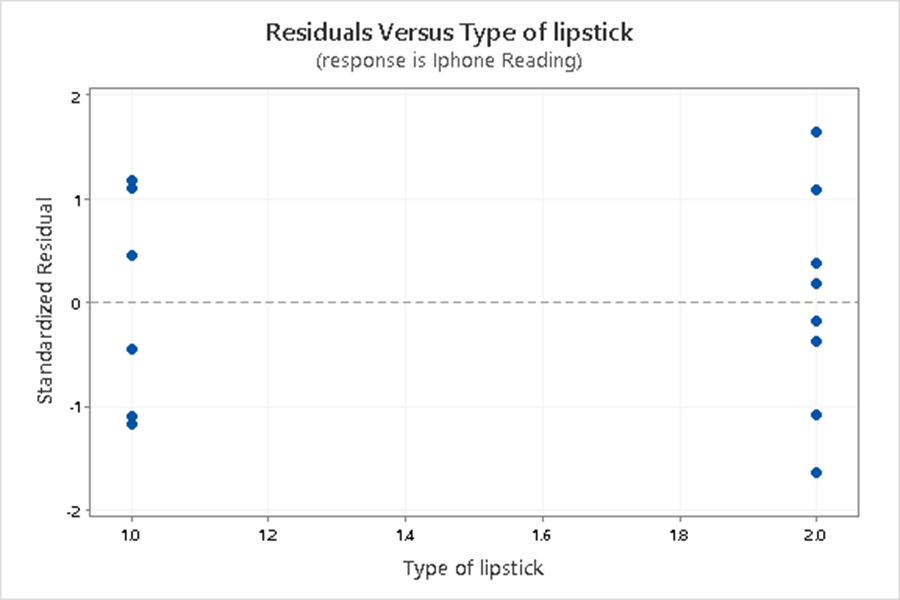 Residuals Versus Type of lipstick
(response is Iphone Reading)
Standardized Residual
2
1
0
-1
-2
1.0 1.2 1.4 1.6 1.8 2.0
Type of lipstick